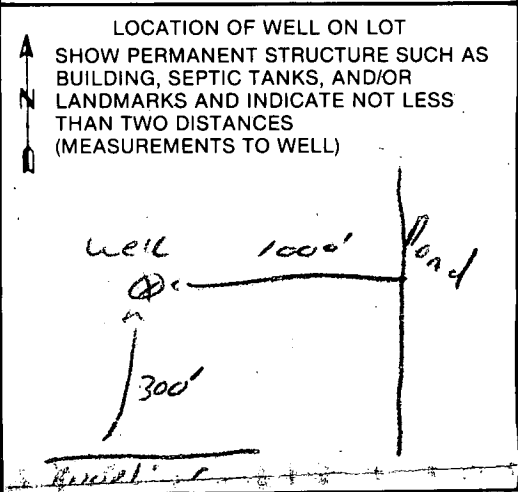 LOCATION OF WELL ON LOT
SHOW PERMANENT STRUCTURE SUCH AS
BUILDING, SEPTIC TANKS, AND/OR
N LANDMARKS AND INDICATE NOT LESS
THAN TWO DISTANCES
(MEASUREMENTS TO WELL)
well 1000'
300'